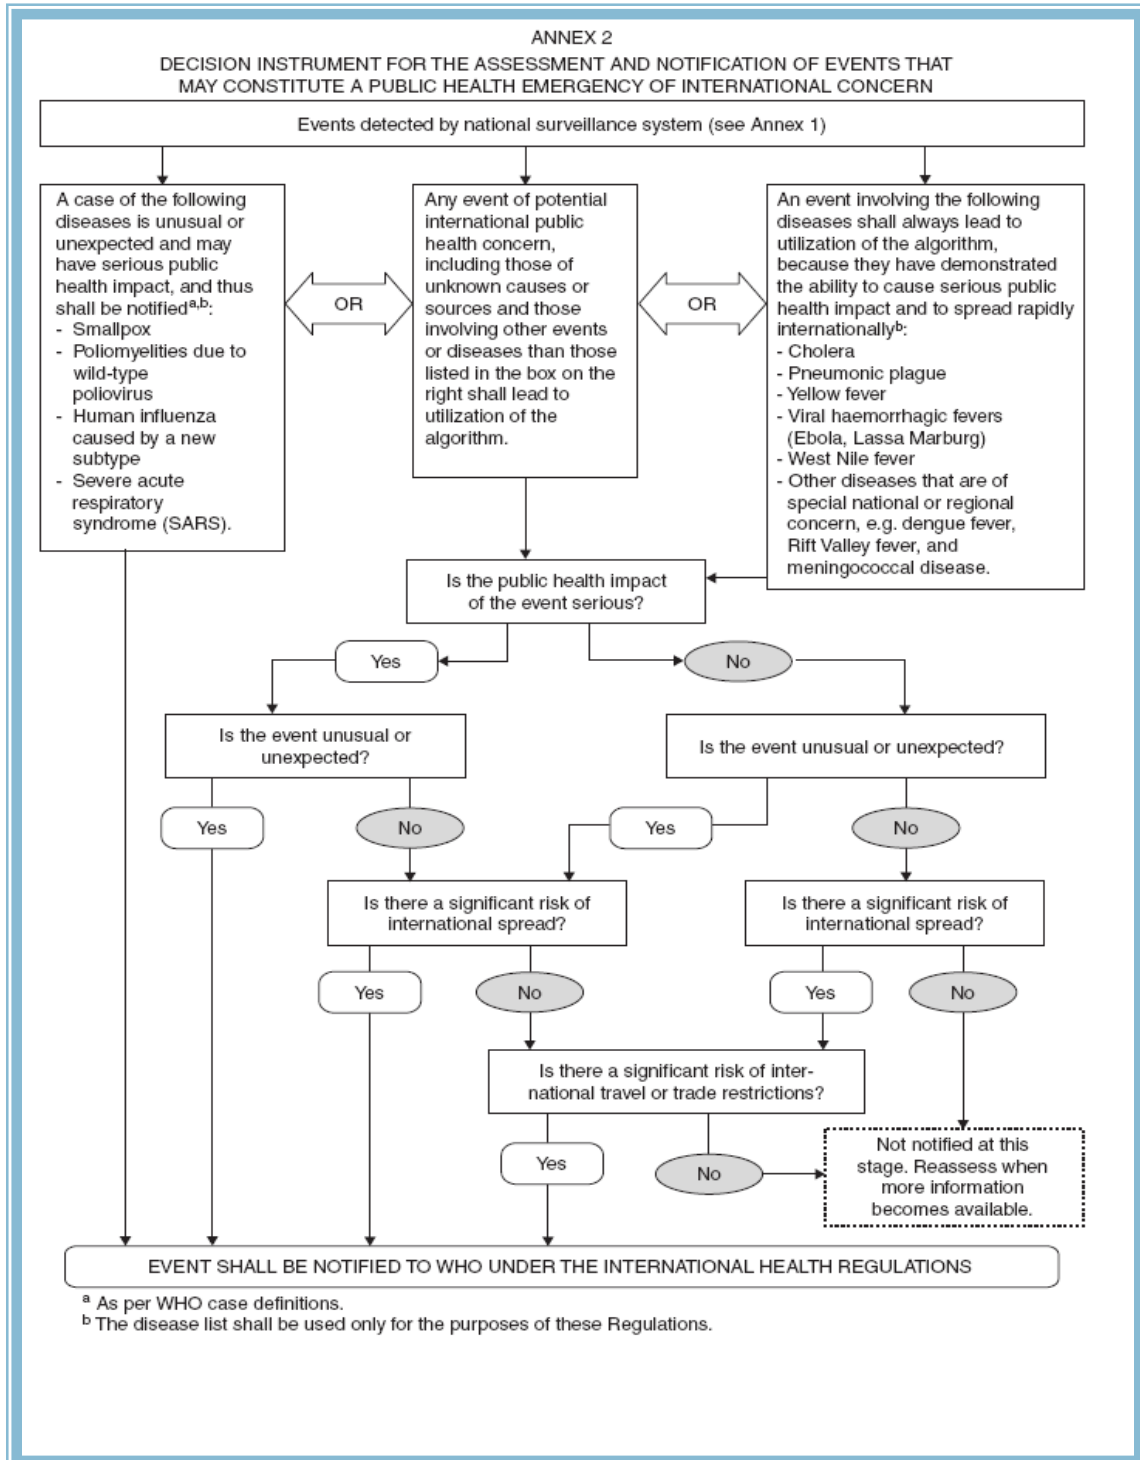 ANNEX 2
DECISION INSTRUMENT FOR THE ASSESSMENT AND NOTIFICATION OF EVENTS THAT
MAY CONSTITUTE A PUBLIC HEALTH EMERGENCY OF INTERNATIONAL CONCERN
Events detected by national surveillance system (see Annex 1)
A case of the following
diseases is unusual or
unexpected and may
have serious public
health impact, and thus
shall be notified^a,b:
- Smallpox
- Poliomyelities due to
wild-type
poliovirus
- Human influenza
caused by a new
subtype
- Severe acute
respiratory
syndrome (SARS).
OR
Any event of potential
international public
health concern,
including those of
unknown causes or
sources and those
involving other events
or diseases than those
listed in the box on the
right shall lead to
utilization of the
algorithm.
OR
An event involving the following
diseases shall always lead to
utilization of the algorithm,
because they have demonstrated
the ability to cause serious public
health impact and to spread rapidly
internationally^b:
- Cholera
- Pneumonic plague
- Yellow fever
- Viral haemorrhagic fevers
(Ebola, Lassa Marburg)
- West Nile fever
- Other diseases that are of
special national or regional
concern, e.g. dengue fever,
Rift Valley fever, and
meningococcal disease.
Is the public health impact
of the event serious?
Yes
No
Is the event unusual or
unexpected?
Is the event unusual or unexpected?
Yes
No
Yes
No
Is there a significant risk of
international spread?
Is there a significant risk of
international spread?
Yes
No
Yes
No
Is there a significant risk of inter-
national travel or trade restrictions?
Yes
No
Not notified at this
stage. Reassess when
more information
becomes available.
EVENT SHALL BE NOTIFIED TO WHO UNDER THE INTERNATIONAL HEALTH REGULATIONS
^a As per WHO case definitions.
^b The disease list shall be used only for the purposes of these Regulations.